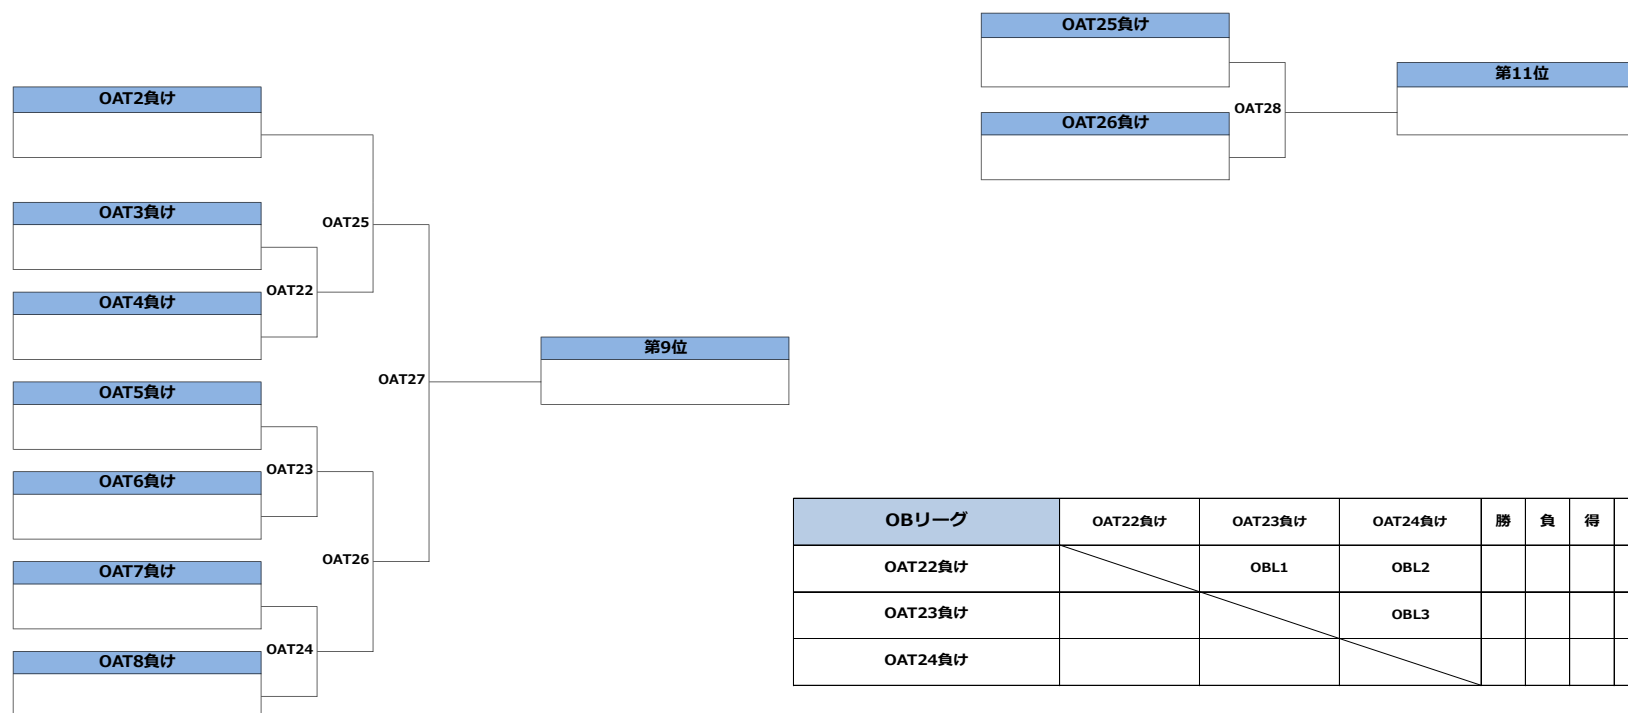 OAT25負け
第11位
OAT28
OAT26負け
OAT2負け
OAT25
OAT3負け
OAT22
OAT4負け
第9位
OAT27
OAT5負け
OAT23
OAT6負け
OAT26
OAT7負け
OAT24
OAT8負け
OBリーグ OAT22負け OAT23負け OAT24負け 勝 負 得
OAT22負け OBL1 OBL2
OAT23負け OBL3
OAT24負け